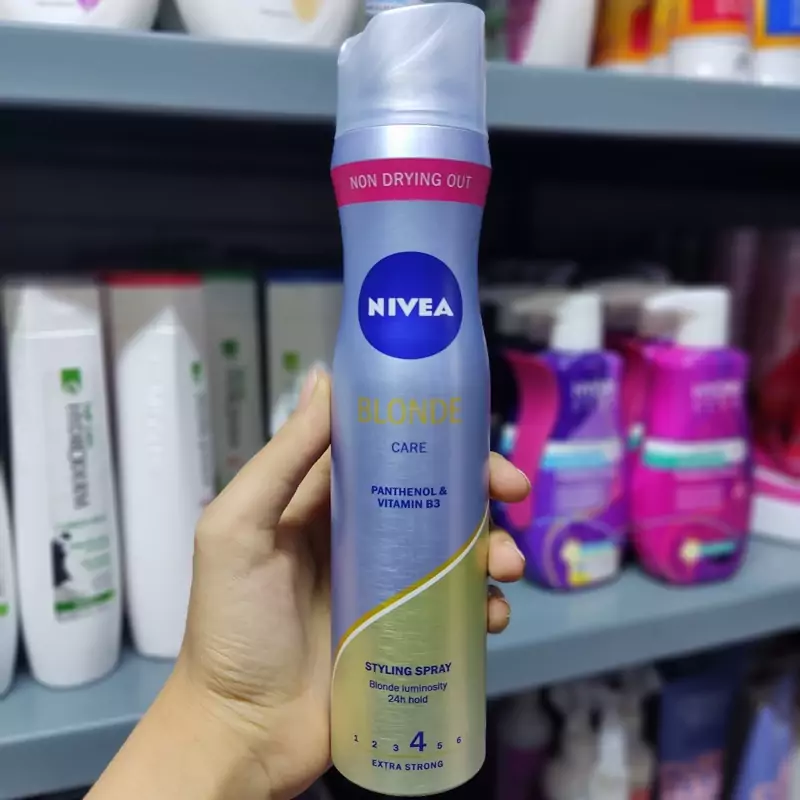 NON DRYING OUT
NIVEA
BLONDE
CARE
PANTHENOL &
VITAMIN B3
STYLING SPRAY
Blonde luminosity
24h hold
1 2 3 4 5 6
EXTRA STRONG